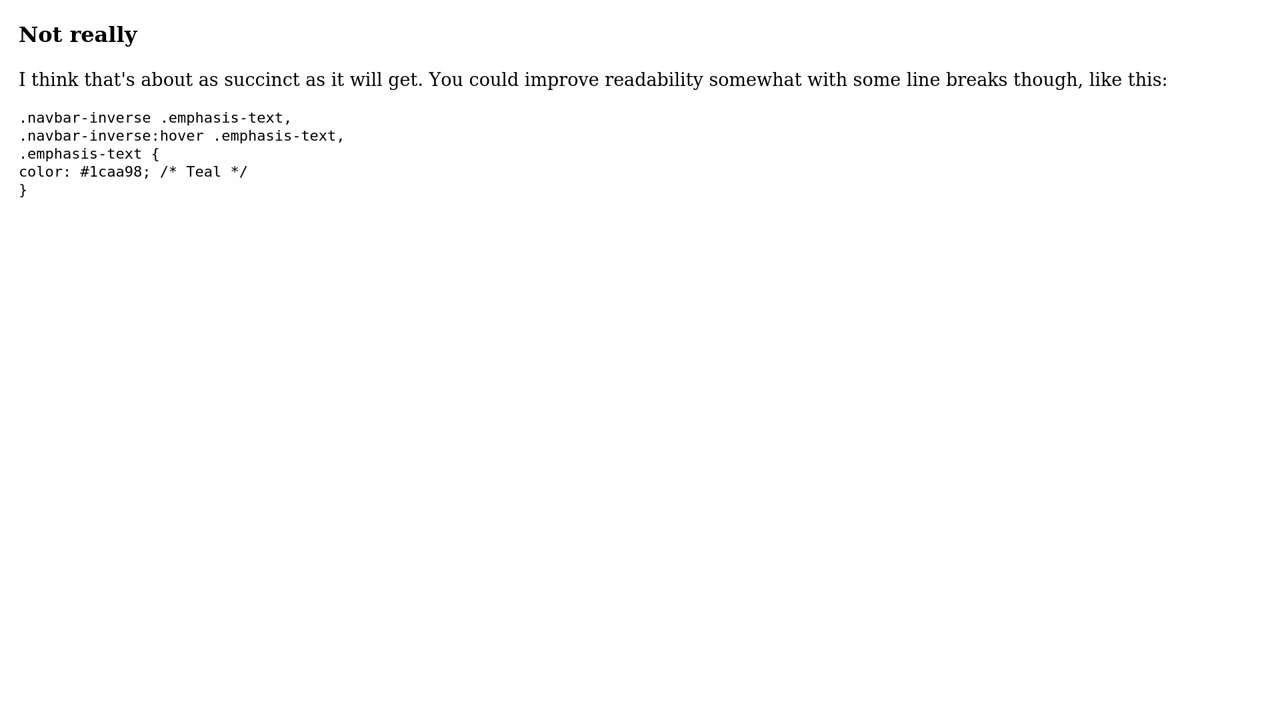 Not really
I think that's about as succinct as it will get. You could improve readability somewhat with some line breaks though, like this:
.navbar-inverse .emphasis-text,
.navbar-inverse:hover .emphasis-text,
.emphasis-text {
color: #1caa98; /* Teal */
}